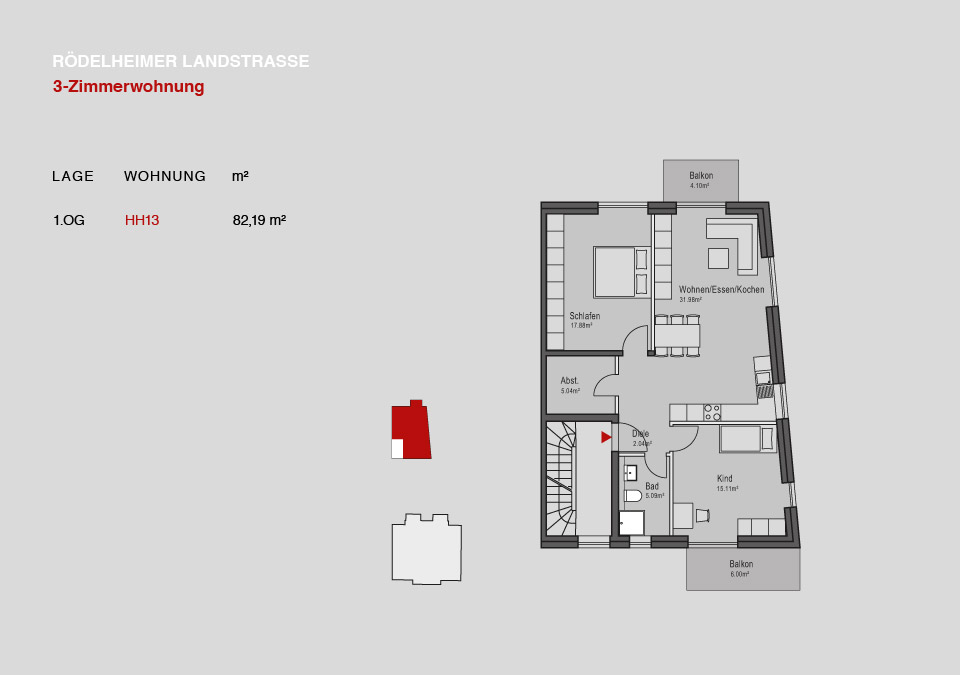 RÖDELHEIMER LANDSTRASSE
3-Zimmerwohnung
LAGE WOHNUNG m²
1.OG HH13 82,19 m²
Balkon
4.10m²
Wohnen/Essen/Kochen
31.98m²
Schlafen
17.88m²
Abst.
5.04m²
Diele
2.04m²
Bad
5.09m²
Kind
15.11m²
Balkon
6.00m²